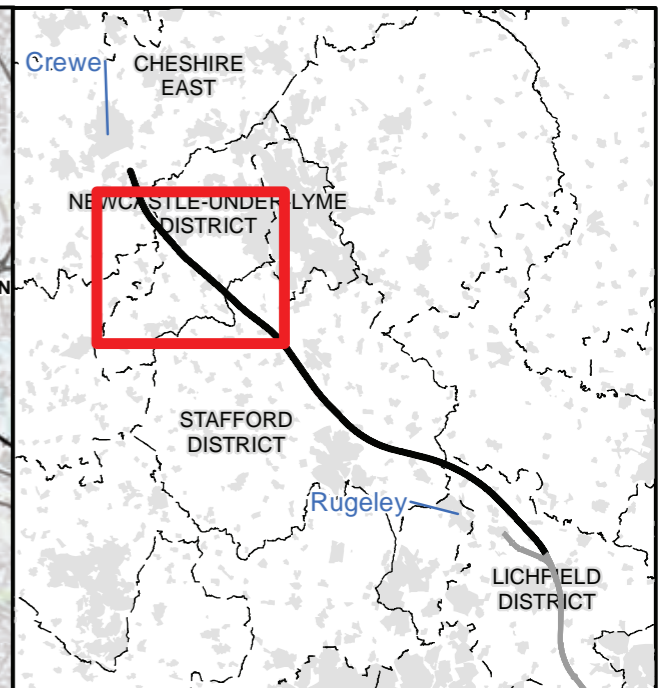 Crewe
CHESHIRE
EAST
NEWCASTLE-UNDER-LYME
DISTRICT
N
STAFFORD
DISTRICT
Rugeley
LICHFIELD
DISTRICT